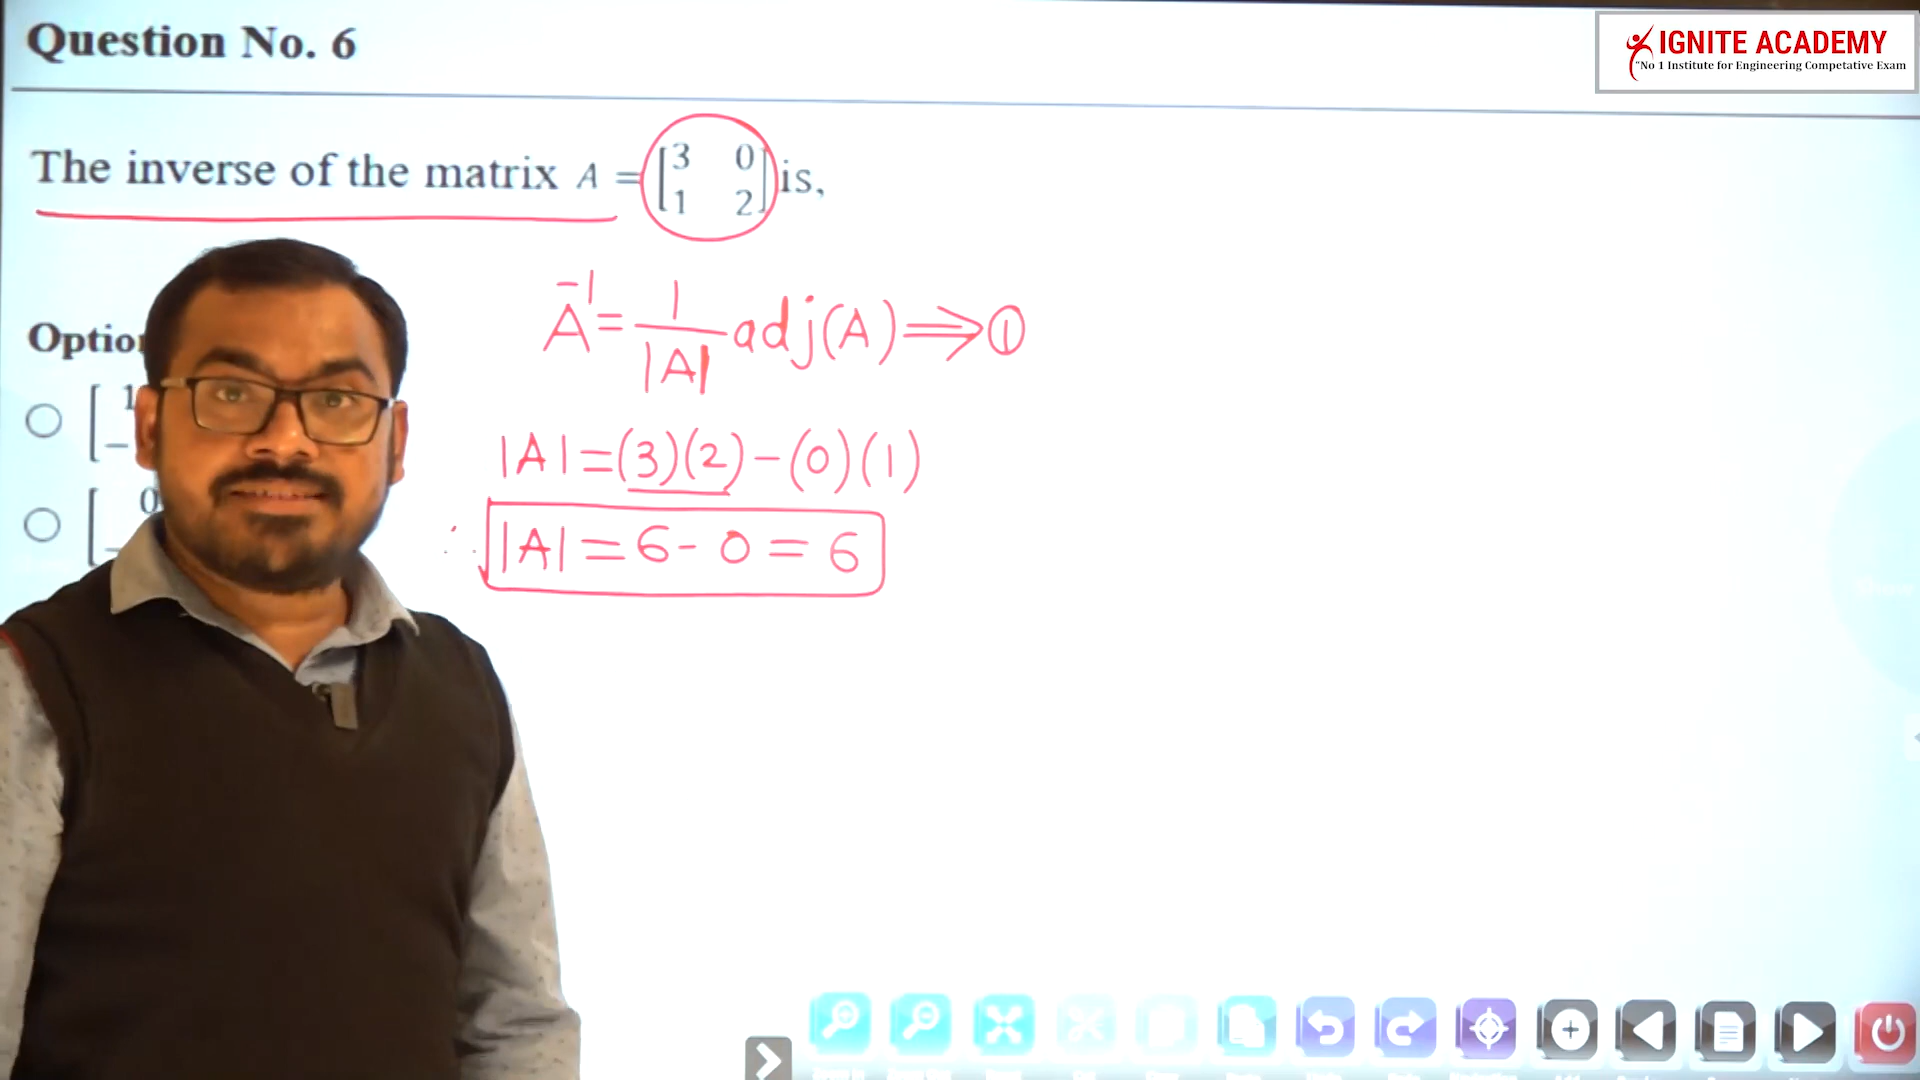 Question No. 6
IGNITE ACADEMY
"No 1 Institute for Engineering Competative Exam
The inverse of the matrix A = [3 0
1 2] is,
A⁻¹ = 1/|A| adj(A) ⟹ ①
|A| = (3)(2) - (0)(1)
∴ |A| = 6 - 0 = 6